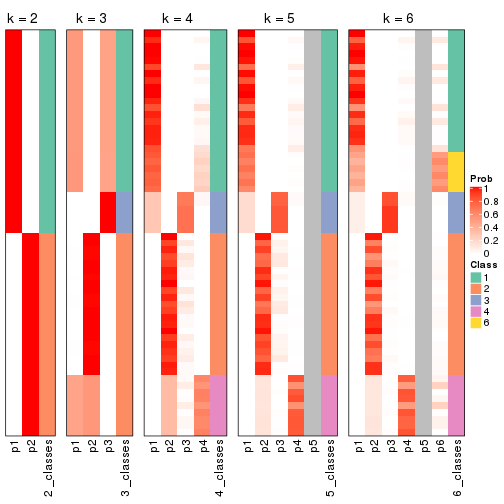 k = 2
k = 3
k = 4
k = 5
k = 6
Prob
1
0.8
0.6
0.4
0.2
0
Class
1
2
3
4
6
p1
p2
2_classes
p1
p2
p3
3_classes
p1
p2
p3
p4
4_classes
p1
p2
p3
p4
p5
5_classes
p1
p2
p3
p4
p5
p6
6_classes